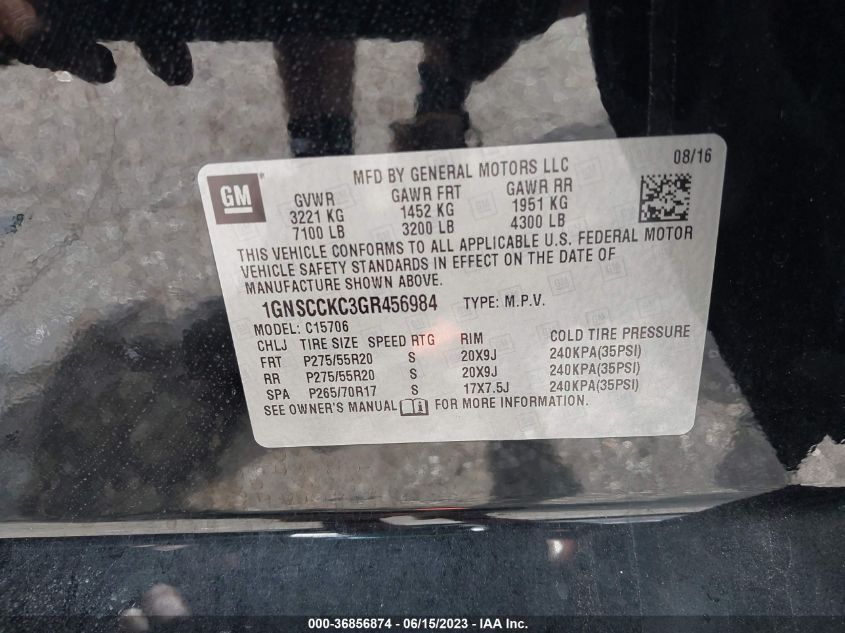 GM
MFD BY GENERAL MOTORS LLC
08/16
GVWR GAWR FRT GAWR RR
3221 KG 1452 KG 1951 KG
7100 LB 3200 LB 4300 LB
THIS VEHICLE CONFORMS TO ALL APPLICABLE U.S. FEDERAL MOTOR
VEHICLE SAFETY STANDARDS IN EFFECT ON THE DATE OF
MANUFACTURE SHOWN ABOVE.
1GNSCCKC3GR456984 TYPE: M.P.V.
MODEL: C15706
CHLJ TIRE SIZE SPEED RTG RIM COLD TIRE PRESSURE
FRT P275/55R20 S 20X9J 240KPA(35PSI)
RR P275/55R20 S 20X9J 240KPA(35PSI)
SPA P265/70R17 S 17X7.5J 240KPA(35PSI)
SEE OWNER'S MANUAL FOR MORE INFORMATION.
000-36856874 - 06/15/2023 - IAA Inc.